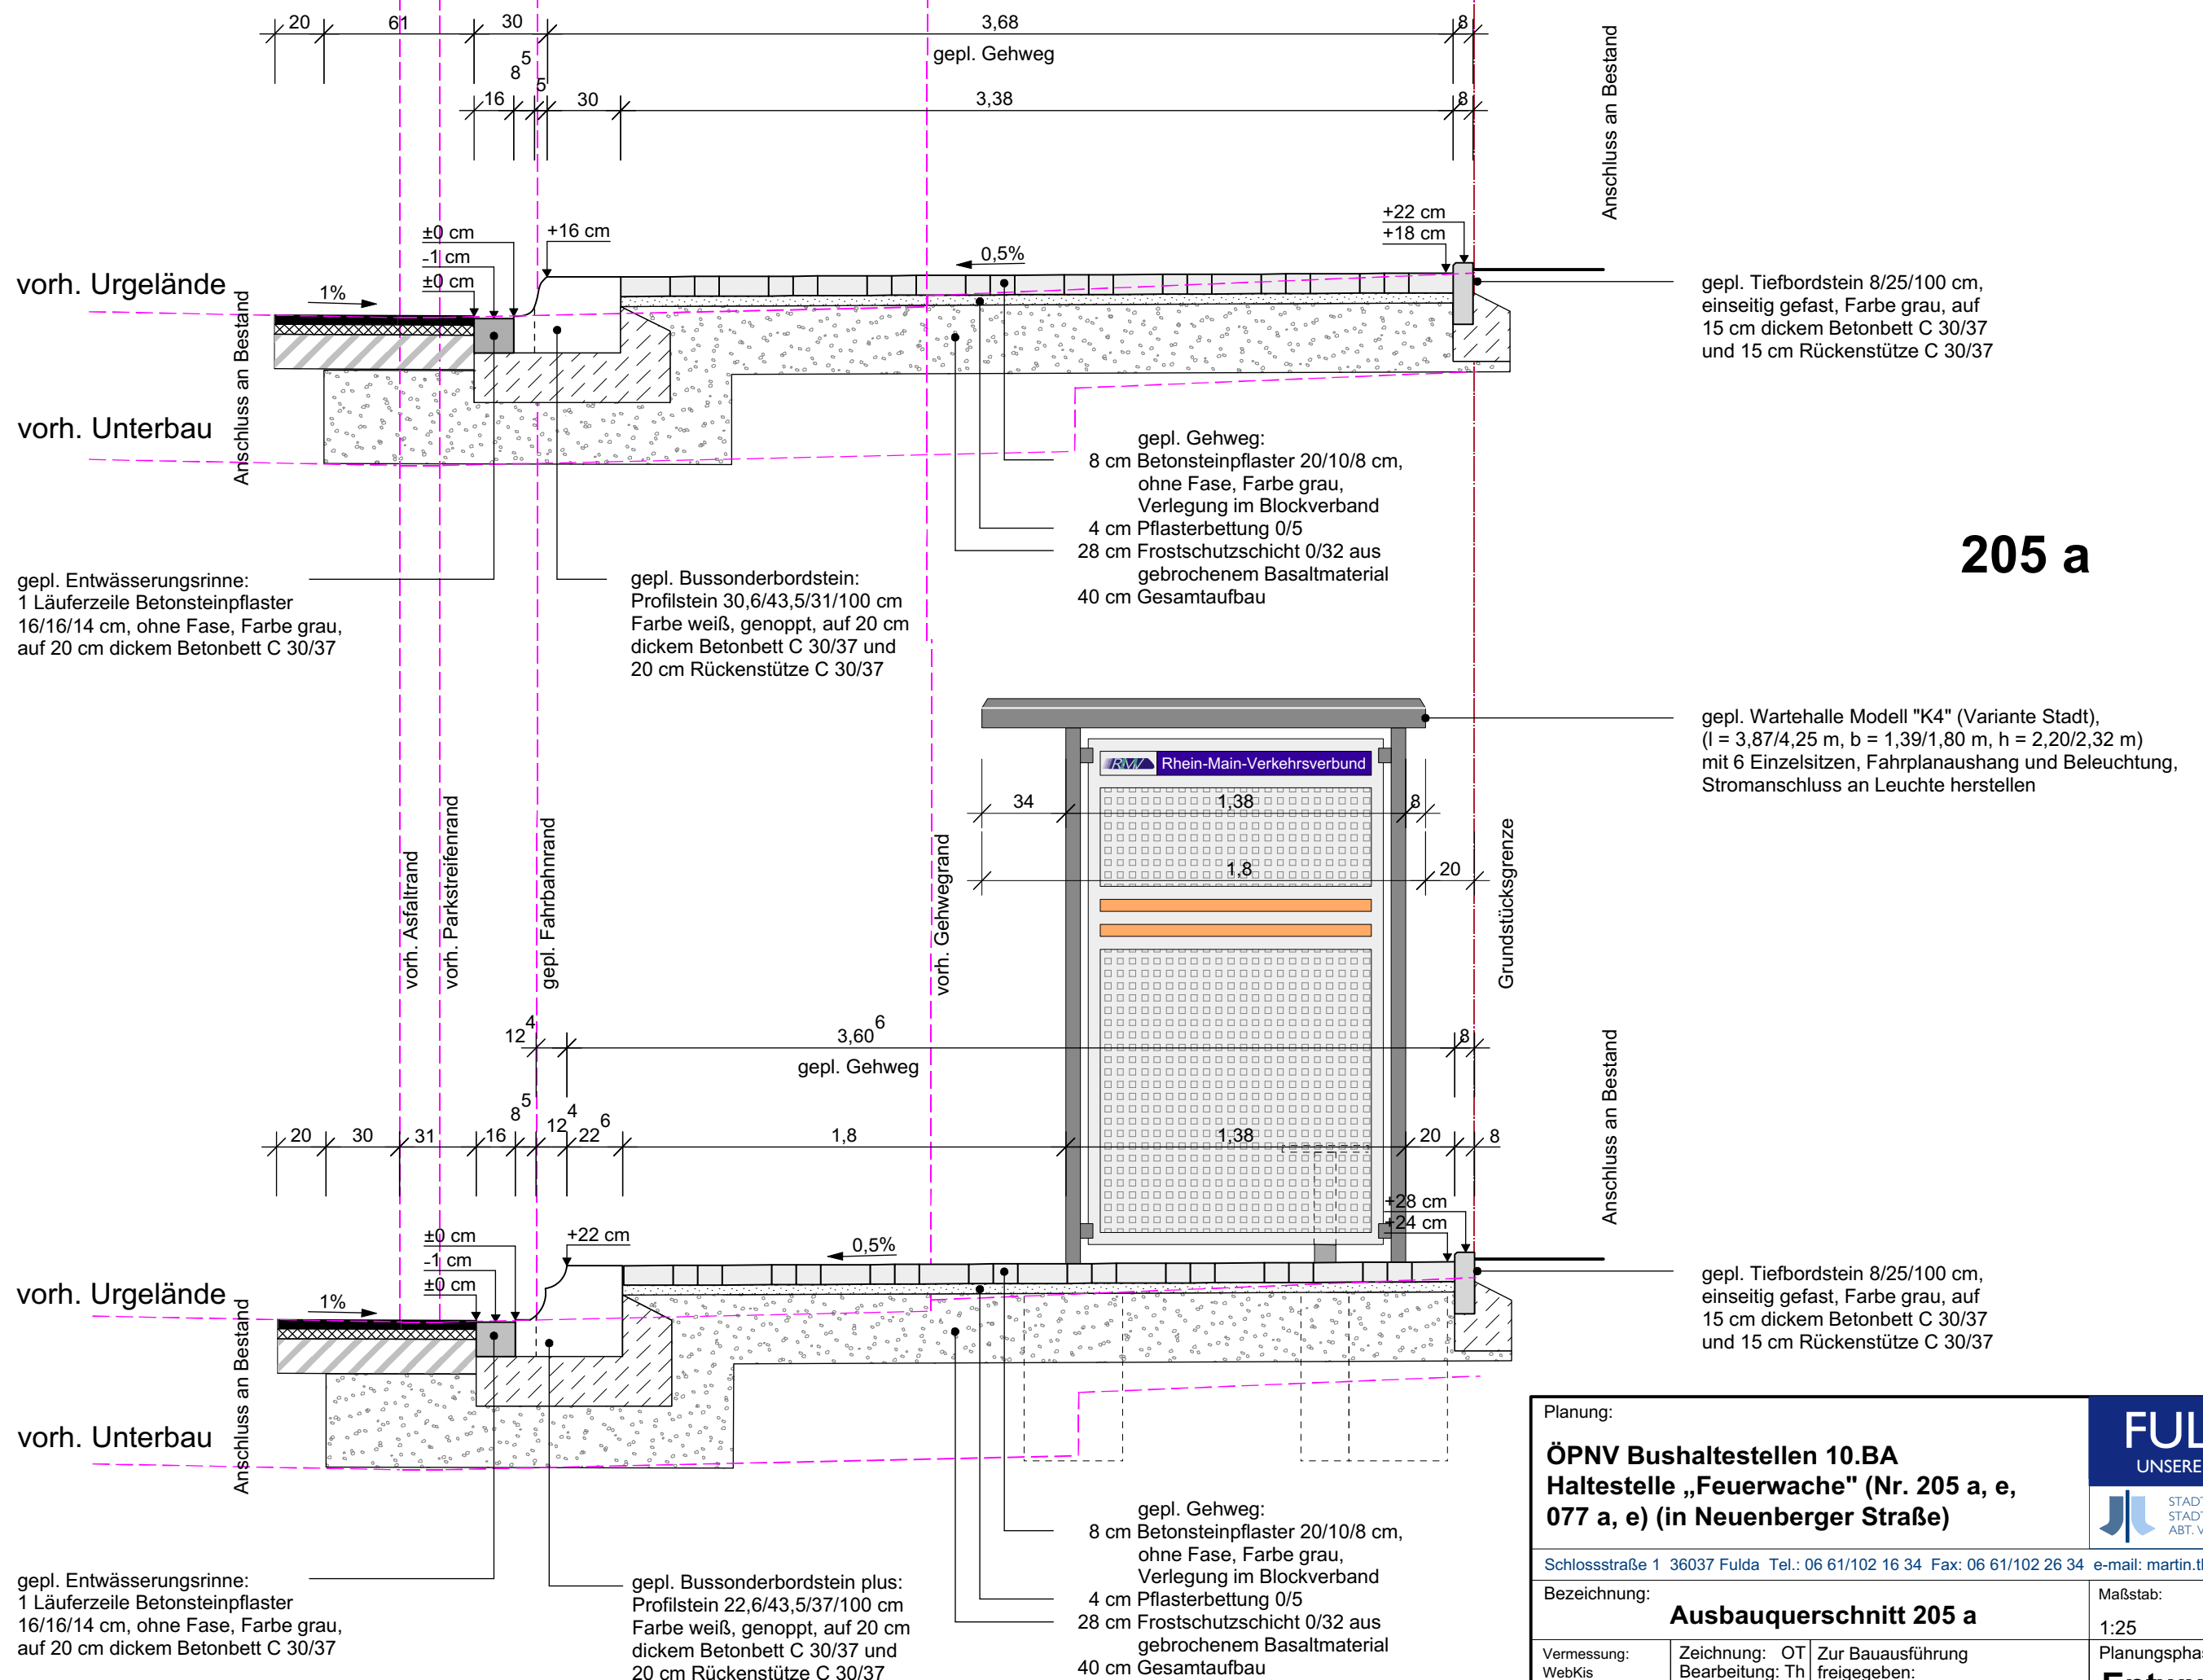 20 61 30 3,68 8
gepl. Gehweg
8⁵ 5
16 30 3,38 8
Anschluss an Bestand
+22 cm
+18 cm
±0 cm
-1 cm
±0 cm
+16 cm
0,5%
vorh. Urgelände
1%
Anschluss an Bestand
vorh. Unterbau
gepl. Tiefbordstein 8/25/100 cm,
einseitig gefast, Farbe grau, auf
15 cm dickem Betonbett C 30/37
und 15 cm Rückenstütze C 30/37
gepl. Gehweg:
8 cm Betonsteinpflaster 20/10/8 cm,
ohne Fase, Farbe grau,
Verlegung im Blockverband
4 cm Pflasterbettung 0/5
28 cm Frostschutzschicht 0/32 aus
gebrochenem Basaltmaterial
40 cm Gesamtaufbau
205 a
gepl. Entwässerungsrinne:
1 Läuferzeile Betonsteinpflaster
16/16/14 cm, ohne Fase, Farbe grau,
auf 20 cm dickem Betonbett C 30/37
gepl. Bussonderbordstein:
Profilstein 30,6/43,5/31/100 cm
Farbe weiß, genoppt, auf 20 cm
dickem Betonbett C 30/37 und
20 cm Rückenstütze C 30/37
gepl. Wartehalle Modell "K4" (Variante Stadt),
(l = 3,87/4,25 m, b = 1,39/1,80 m, h = 2,20/2,32 m)
mit 6 Einzelsitzen, Fahrplanaushang und Beleuchtung,
Stromanschluss an Leuchte herstellen
RMV Rhein-Main-Verkehrsverbund
34 1,38 8
1,8 20
vorh. Asfaltrand
vorh. Parkstreifenrand
gepl. Fahrbahnrand
vorh. Gehwegrand
Grundstücksgrenze
12⁴ 3,60⁶ 8
gepl. Gehweg
20 30 31 16 8⁵ 12⁴ 22⁶ 1,8 1,38 20 8
Anschluss an Bestand
+28 cm
+24 cm
±0 cm
-1 cm
±0 cm
+22 cm
0,5%
vorh. Urgelände
1%
Anschluss an Bestand
vorh. Unterbau
gepl. Tiefbordstein 8/25/100 cm,
einseitig gefast, Farbe grau, auf
15 cm dickem Betonbett C 30/37
und 15 cm Rückenstütze C 30/37
gepl. Gehweg:
8 cm Betonsteinpflaster 20/10/8 cm,
ohne Fase, Farbe grau,
Verlegung im Blockverband
4 cm Pflasterbettung 0/5
28 cm Frostschutzschicht 0/32 aus
gebrochenem Basaltmaterial
40 cm Gesamtaufbau
gepl. Entwässerungsrinne:
1 Läuferzeile Betonsteinpflaster
16/16/14 cm, ohne Fase, Farbe grau,
auf 20 cm dickem Betonbett C 30/37
gepl. Bussonderbordstein plus:
Profilstein 22,6/43,5/37/100 cm
Farbe weiß, genoppt, auf 20 cm
dickem Betonbett C 30/37 und
20 cm Rückenstütze C 30/37
Planung:
ÖPNV Bushaltestellen 10.BA
Haltestelle „Feuerwache" (Nr. 205 a, e,
077 a, e) (in Neuenberger Straße)
FUL
UNSERE
STADT
STADT
ABT. V
Schlossstraße 1 36037 Fulda Tel.: 06 61/102 16 34 Fax: 06 61/102 26 34 e-mail: martin.t
Bezeichnung:
Ausbauquerschnitt 205 a
Maßstab:
1:25
Vermessung:
WebKis
Zeichnung: OT
Bearbeitung: Th
Zur Bauausführung
freigegeben:
Planungspha